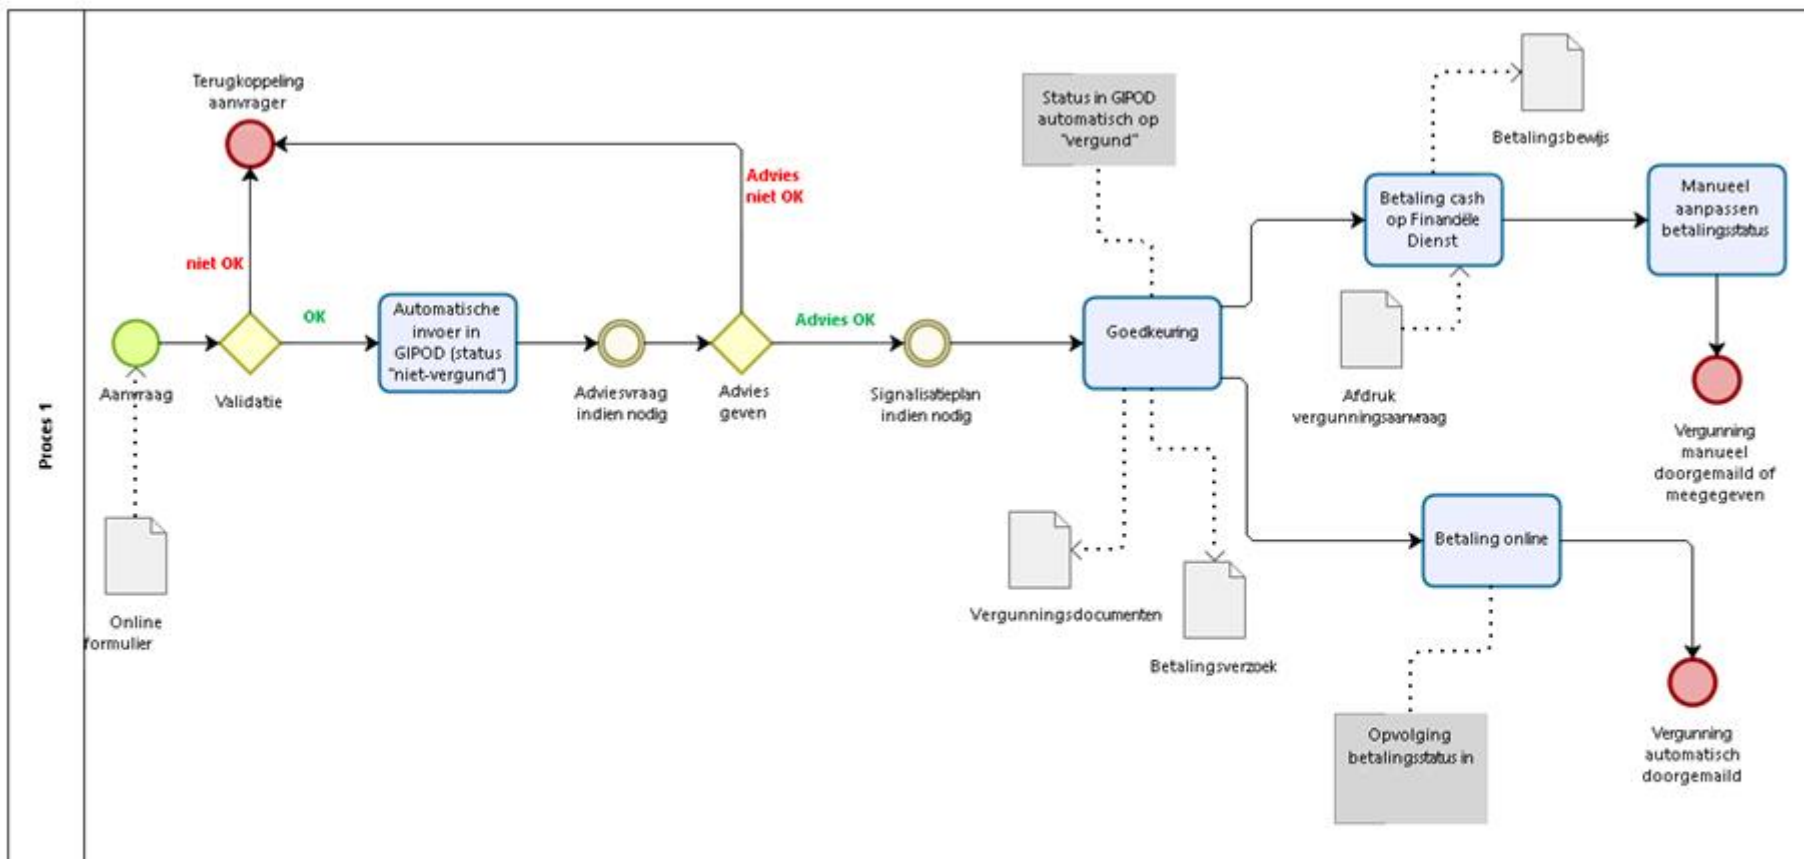 Proces 1
Terugkoppeling
aanvrager
niet OK
OK
Aanvraag
Validatie
Online
formulier
Automatische
invoer in
GIPOD (status
"niet-vergund")
Adviesvraag
indien nodig
Advies
niet OK
Advies
geven
Advies OK
Signalisatieplan
indien nodig
Status in GIPOD
automatisch op
"vergund"
Goedkeuring
Vergunningsdocumenten
Betalingsverzoek
Betalingsbewijs
Betaling cash
op Financiële
Dienst
Afdruk
vergunningsaanvraag
Manueel
aanpassen
betalingsstatus
Vergunning
manueel
doorgemaild of
meegegeven
Betaling online
Opvolging
betalingsstatus in
Vergunning
automatisch
doorgemaild